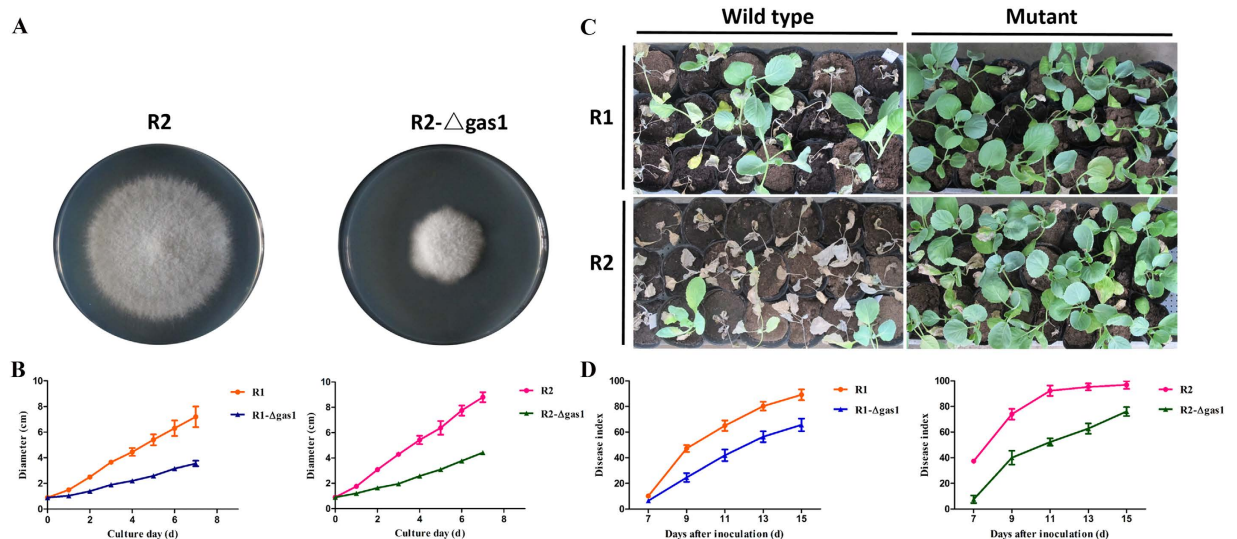 A
R2
R2-△gas1
C
Wild type
Mutant
R1
R2
B
Diameter (cm)
10
8
6
4
2
0
0
2
4
6
8
Culture day (d)
R1
R1-Δgas1
Diameter (cm)
10
8
6
4
2
0
0
2
4
6
8
Culture day (d)
R2
R2-Δgas1
D
Disease index
100
80
60
40
20
0
7
9
11
13
15
Days after inoculation (d)
R1
R1-Δgas1
Disease index
100
80
60
40
20
0
7
9
11
13
15
Days after inoculation (d)
R2
R2-Δgas1